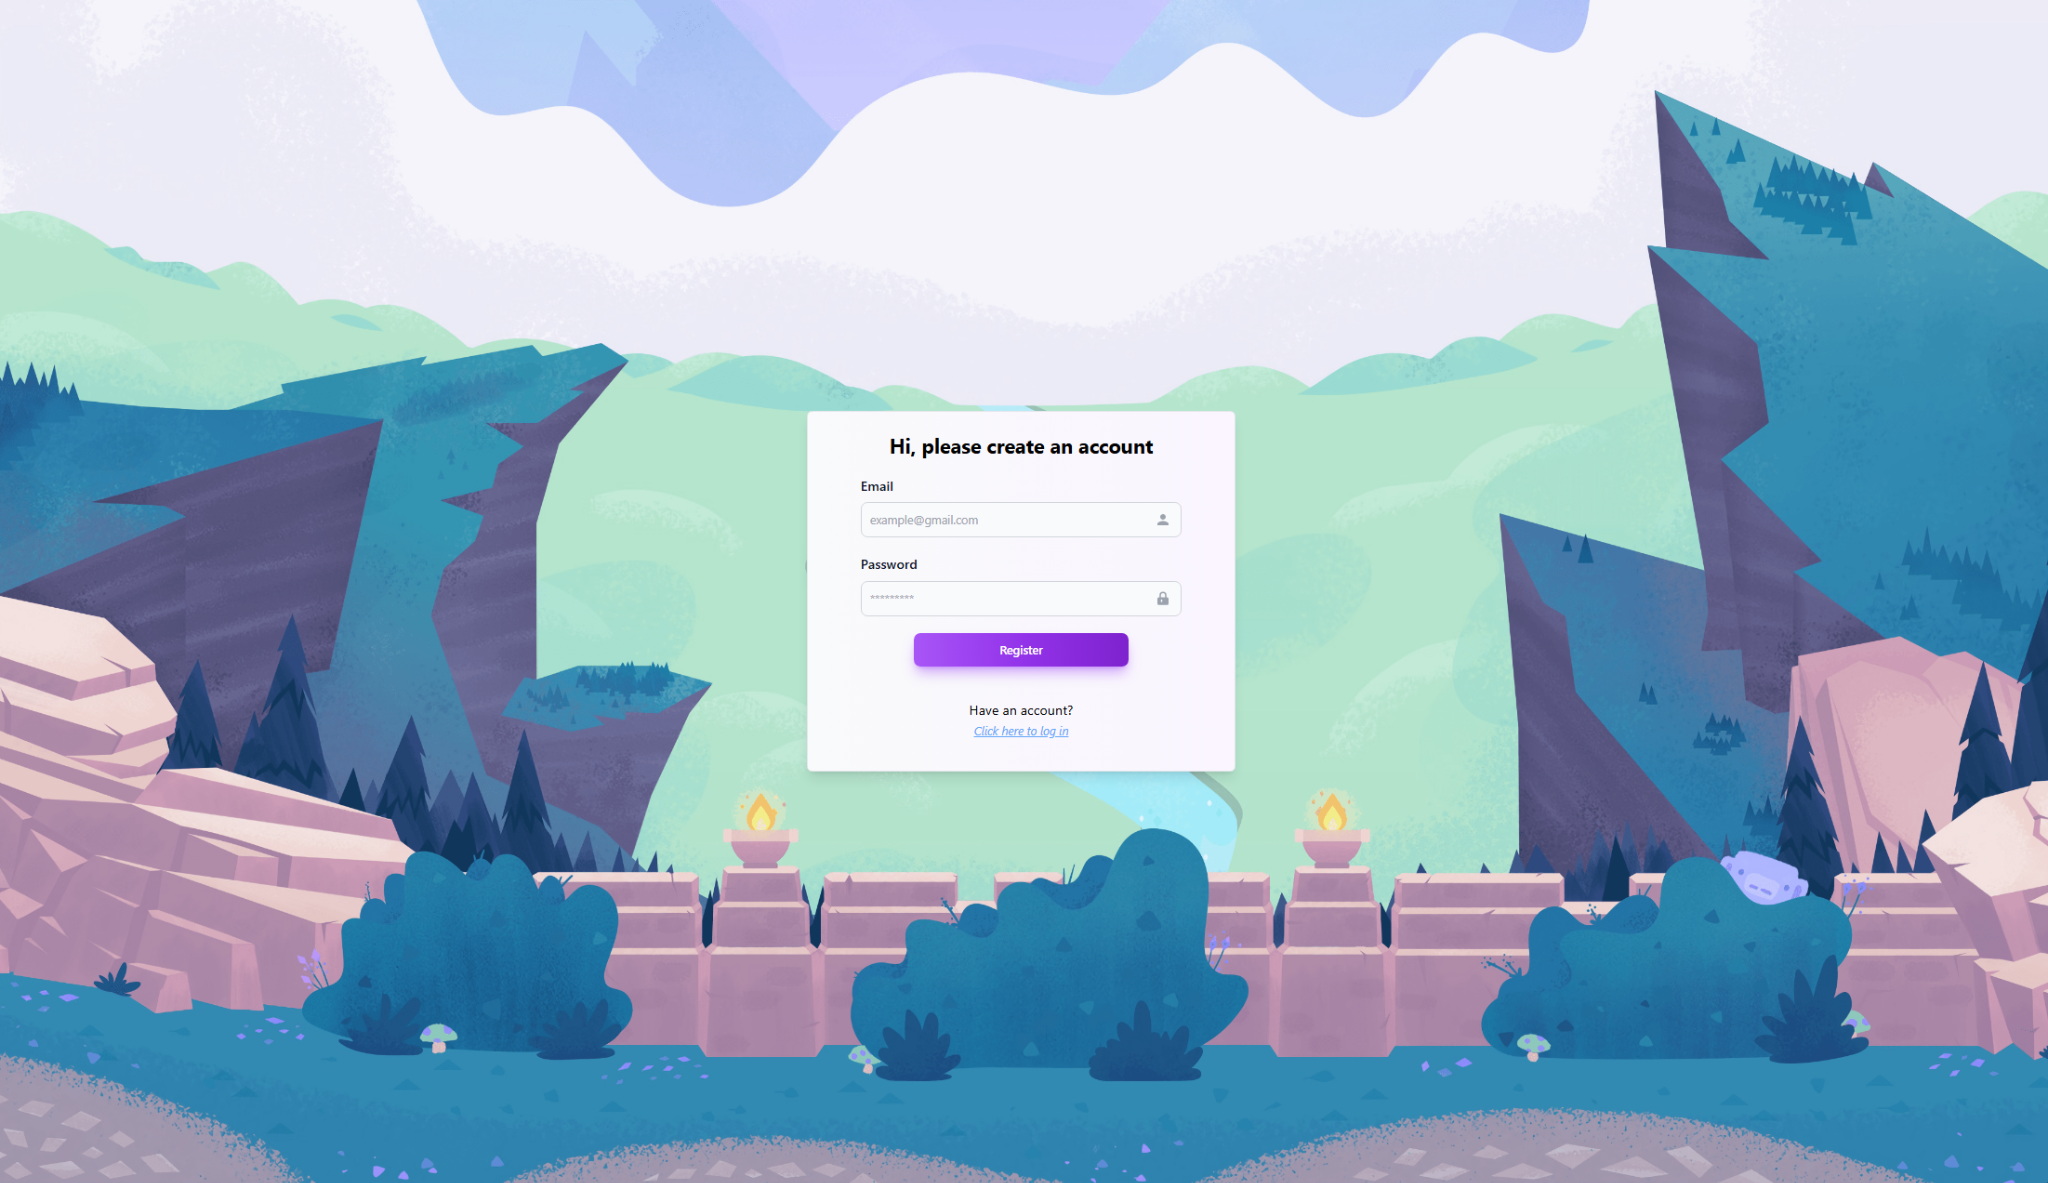 Hi, please create an account
Email
example@gmail.com
Password
*********
Register
Have an account?
Click here to log in